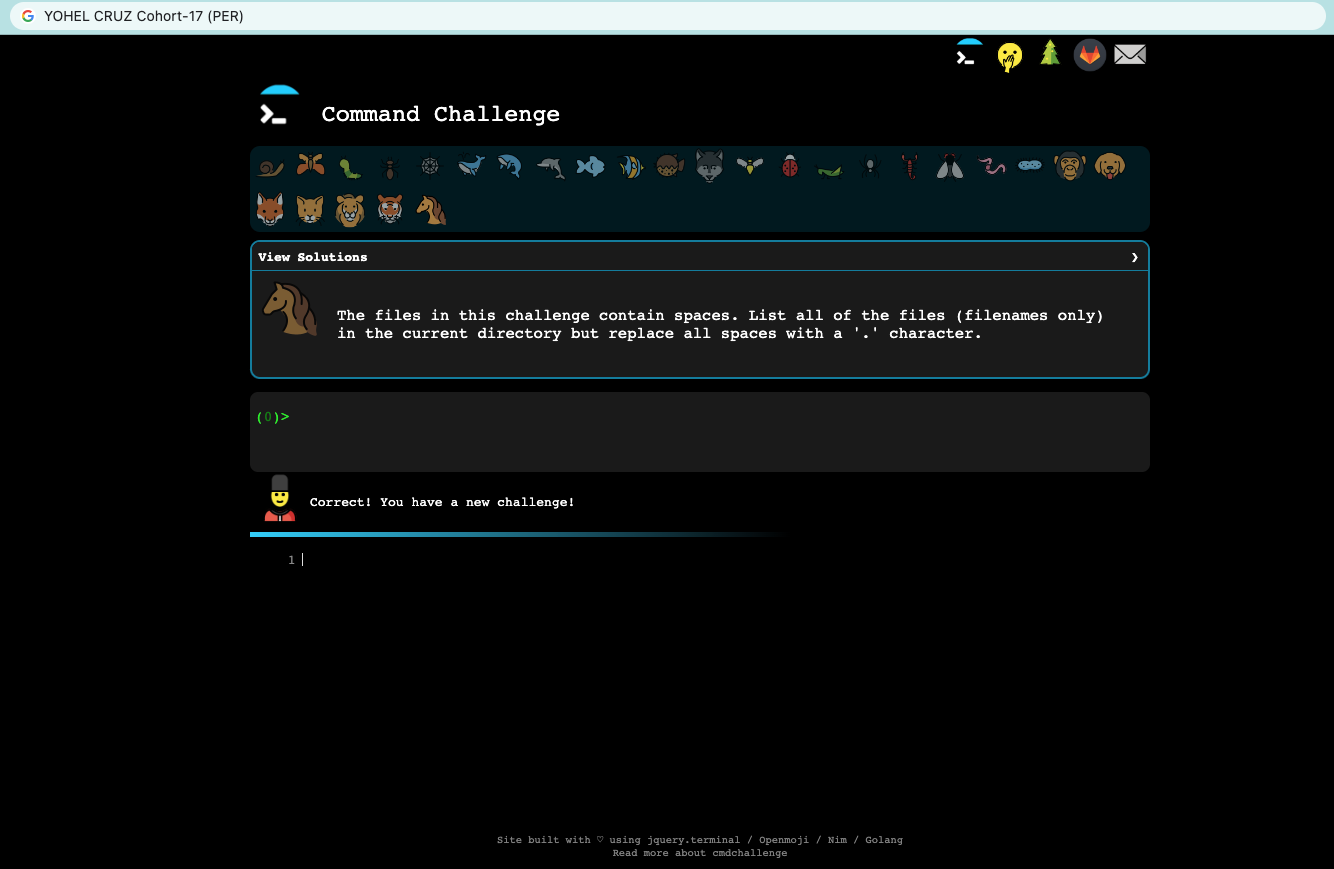 YOHEL CRUZ Cohort-17 (PER)
Command Challenge
View Solutions ❯
The files in this challenge contain spaces. List all of the files (filenames only)
in the current directory but replace all spaces with a '.' character.
(0)>
Correct! You have a new challenge!
1
Site built with ♡ using jquery.terminal / Openmoji / Nim / Golang
Read more about cmdchallenge